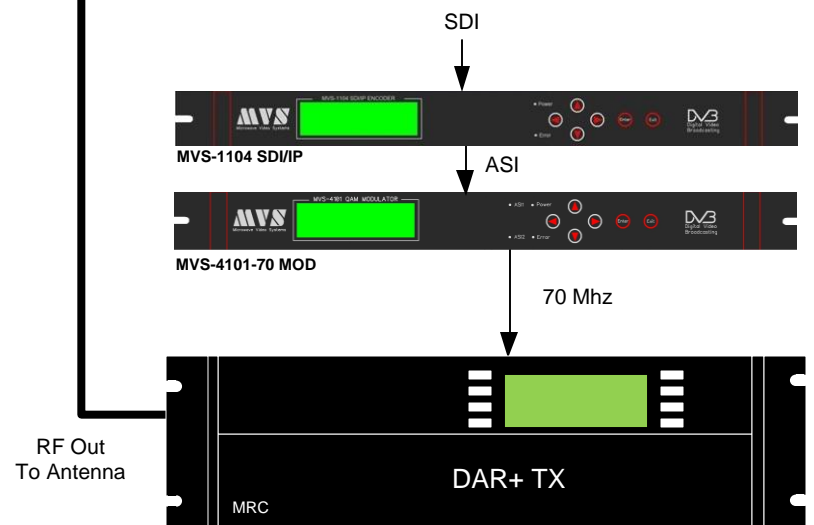 SDI
MVS-1104 SDI/IP ENCODER
MVS
Microwave Video Systems
Power
Error
Enter
Exit
DVB
Digital Video
Broadcasting
MVS-1104 SDI/IP
ASI
MVS-4101 QAM MODULATOR
MVS
Microwave Video Systems
ASI1
Power
ASI2
Error
Enter
Exit
DVB
Digital Video
Broadcasting
MVS-4101-70 MOD
70 Mhz
RF Out
To Antenna
DAR+ TX
MRC